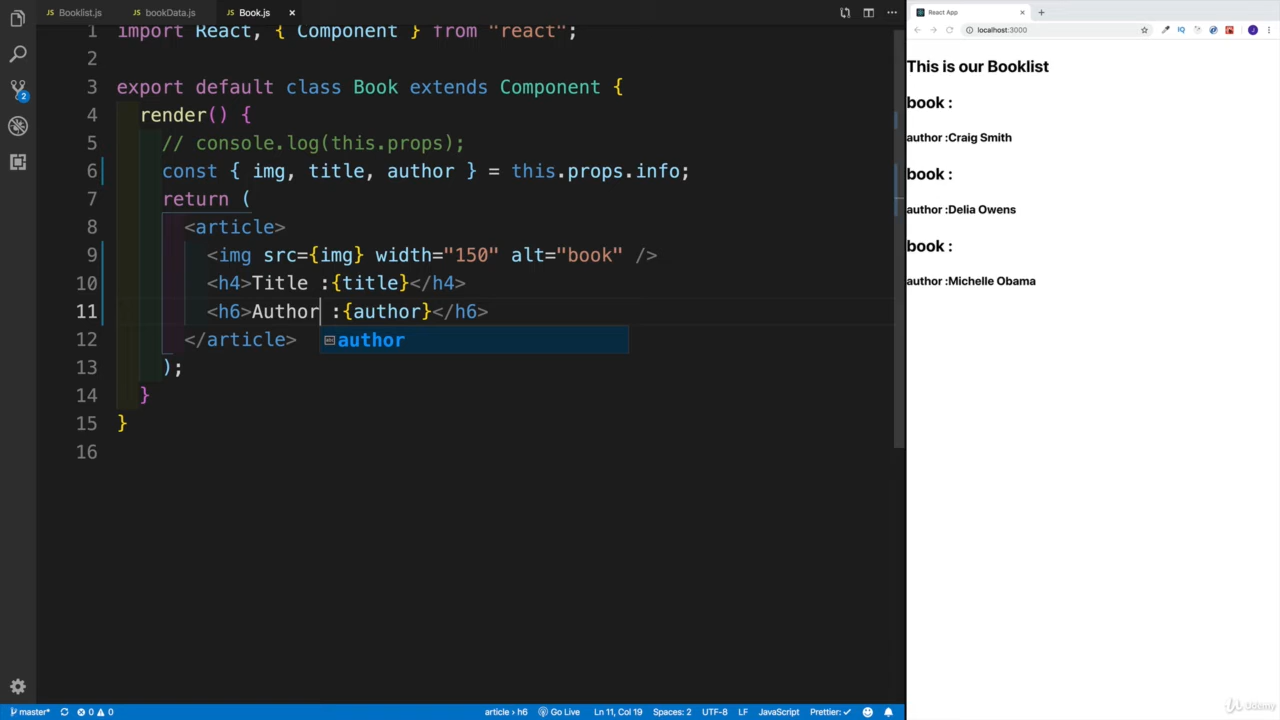 Booklist.js bookData.js Book.js
1 import React, { Component } from "react";
2
3 export default class Book extends Component {
4 render() {
5 // console.log(this.props);
6 const { img, title, author } = this.props.info;
7 return (
8 <article>
9 <img src={img} width="150" alt="book" />
10 <h4>Title :{title}</h4>
11 <h6>Author :{author}</h6>
12 </article>
author
13 );
14 }
15 }
16
2
master* 0 0 article > h6 Go Live Ln 11, Col 19 Spaces: 2 UTF-8 LF JavaScript Prettier: ✓
React App
localhost:3000
IQ
J
This is our Booklist
book :
author :Craig Smith
book :
author :Delia Owens
book :
author :Michelle Obama
Udemy